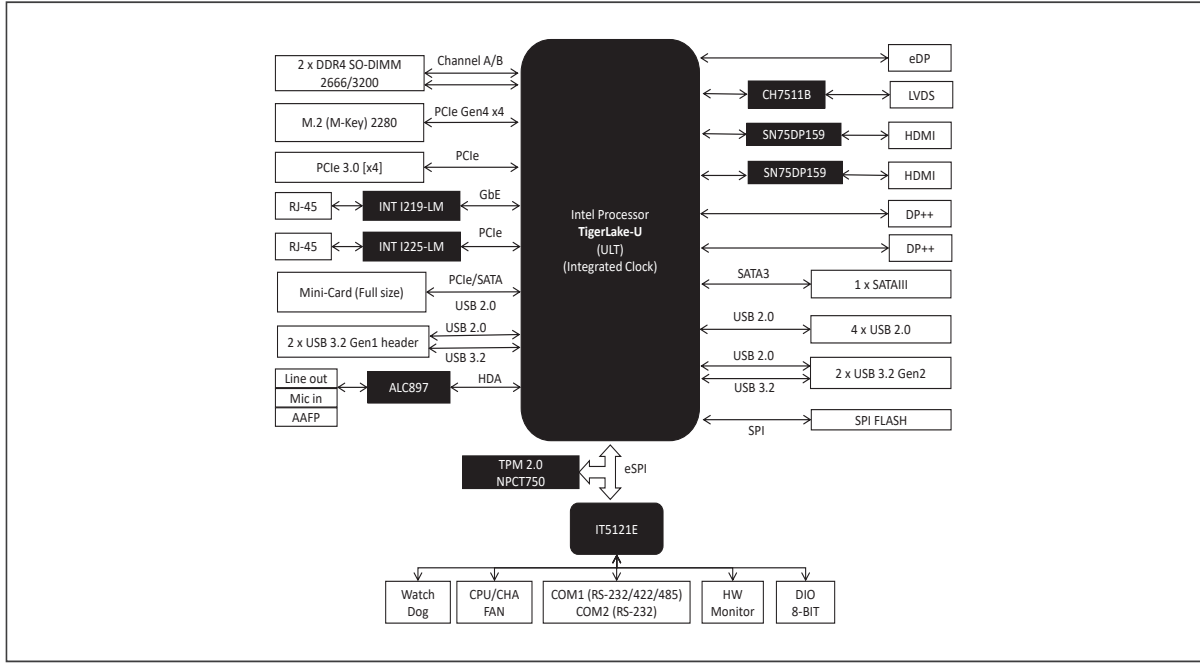 2 x DDR4 SO-DIMM
2666/3200
Channel A/B
M.2 (M-Key) 2280
PCIe Gen4 x4
PCIe 3.0 [x4]
PCIe
RJ-45
INT I219-LM
GbE
RJ-45
INT I225-LM
PCIe
Mini-Card (Full size)
PCIe/SATA
USB 2.0
2 x USB 3.2 Gen1 header
USB 2.0
USB 3.2
Line out
Mic in
AAFP
ALC897
HDA
Intel Processor
TigerLake-U
(ULT)
(Integrated Clock)
eDP
CH7511B
LVDS
SN75DP159
HDMI
SN75DP159
HDMI
DP++
DP++
SATA3
1 x SATAIII
USB 2.0
4 x USB 2.0
USB 2.0
USB 3.2
2 x USB 3.2 Gen2
SPI
SPI FLASH
TPM 2.0
NPCT750
eSPI
IT5121E
Watch
Dog
CPU/CHA
FAN
COM1 (RS-232/422/485)
COM2 (RS-232)
HW
Monitor
DIO
8-BIT